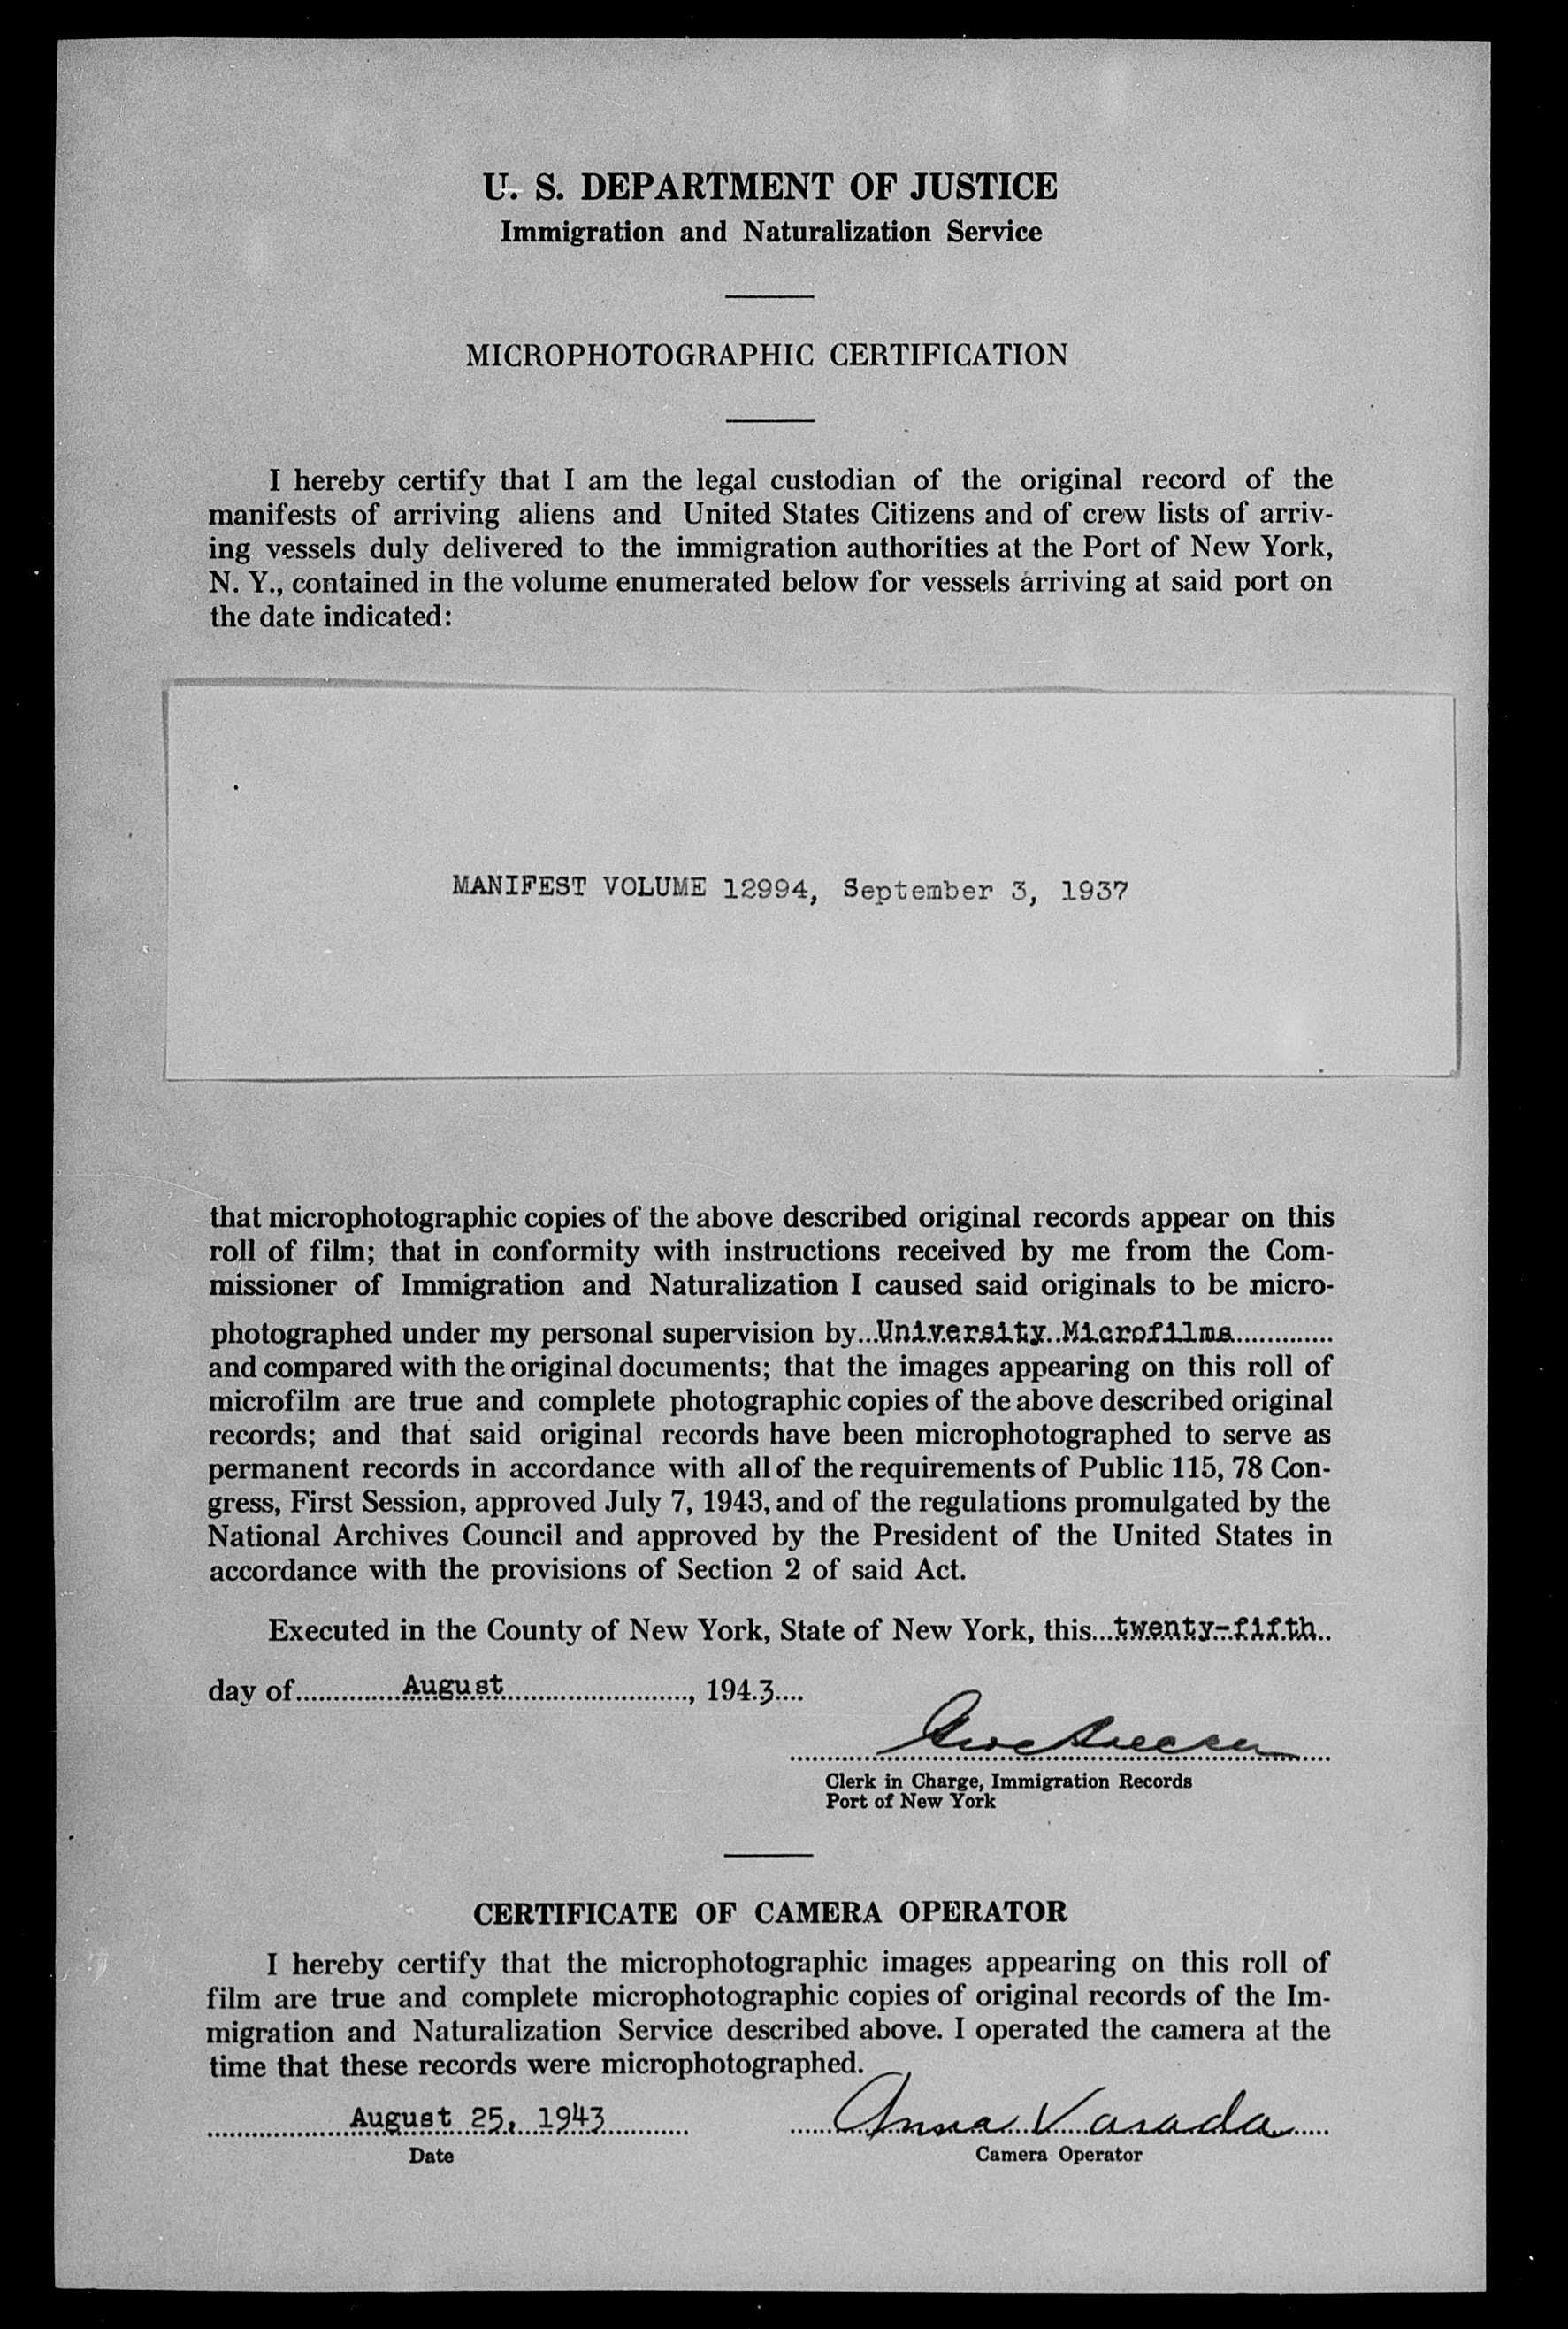 U. S. DEPARTMENT OF JUSTICE
Immigration and Naturalization Service
MICROPHOTOGRAPHIC CERTIFICATION
I hereby certify that I am the legal custodian of the original record of the
manifests of arriving aliens and United States Citizens and of crew lists of arriv-
ing vessels duly delivered to the immigration authorities at the Port of New York,
N. Y., contained in the volume enumerated below for vessels arriving at said port on
the date indicated:
MANIFEST VOLUME 12994, September 3, 1937
that microphotographic copies of the above described original records appear on this
roll of film; that in conformity with instructions received by me from the Com-
missioner of Immigration and Naturalization I caused said originals to be micro-
photographed under my personal supervision by...University Microfilms..............
and compared with the original documents; that the images appearing on this roll of
microfilm are true and complete photographic copies of the above described original
records; and that said original records have been microphotographed to serve as
permanent records in accordance with all of the requirements of Public 115, 78 Con-
gress, First Session, approved July 7, 1943, and of the regulations promulgated by the
National Archives Council and approved by the President of the United States in
accordance with the provisions of Section 2 of said Act.
Executed in the County of New York, State of New York, this...twenty-fifth..
day of...............August..........................., 194.3....
Clerk in Charge, Immigration Records
Port of New York
CERTIFICATE OF CAMERA OPERATOR
I hereby certify that the microphotographic images appearing on this roll of
film are true and complete microphotographic copies of original records of the Im-
migration and Naturalization Service described above. I operated the camera at the
time that these records were microphotographed.
August 25, 1943 Anna Varada
Date Camera Operator